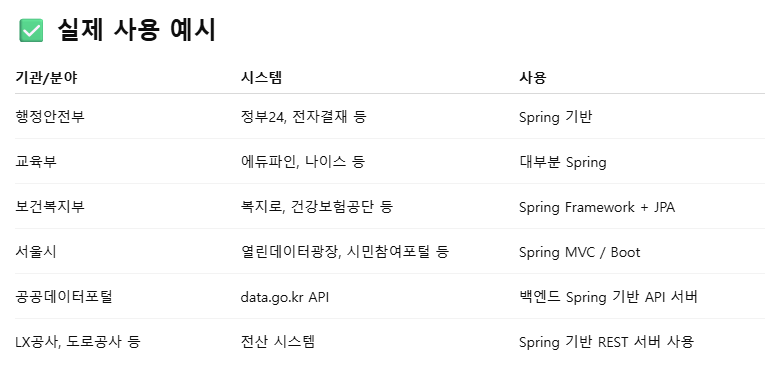 ✅ 실제 사용 예시
기관/분야 시스템 사용
행정안전부 정부24, 전자결재 등 Spring 기반
교육부 에듀파인, 나이스 등 대부분 Spring
보건복지부 복지로, 건강보험공단 등 Spring Framework + JPA
서울시 열린데이터광장, 시민참여포털 등 Spring MVC / Boot
공공데이터포털 data.go.kr API 백엔드 Spring 기반 API 서버
LX공사, 도로공사 등 전산 시스템 Spring 기반 REST 서버 사용